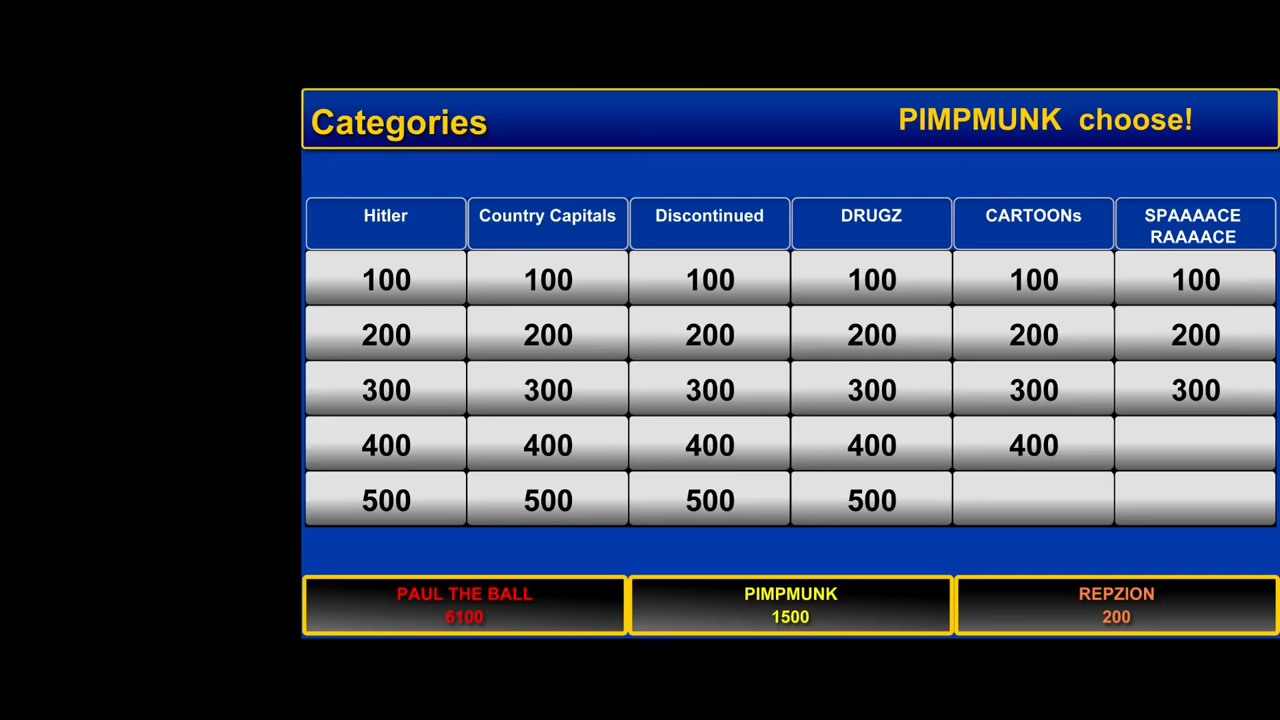 Categories
PIMPMUNK choose!
Hitler
Country Capitals
Discontinued
DRUGZ
CARTOONs
SPAAAACE
RAAAACE
100 100 100 100 100 100
200 200 200 200 200 200
300 300 300 300 300 300
400 400 400 400 400
500 500 500 500
PAUL THE BALL
6100
PIMPMUNK
1500
REPZION
200